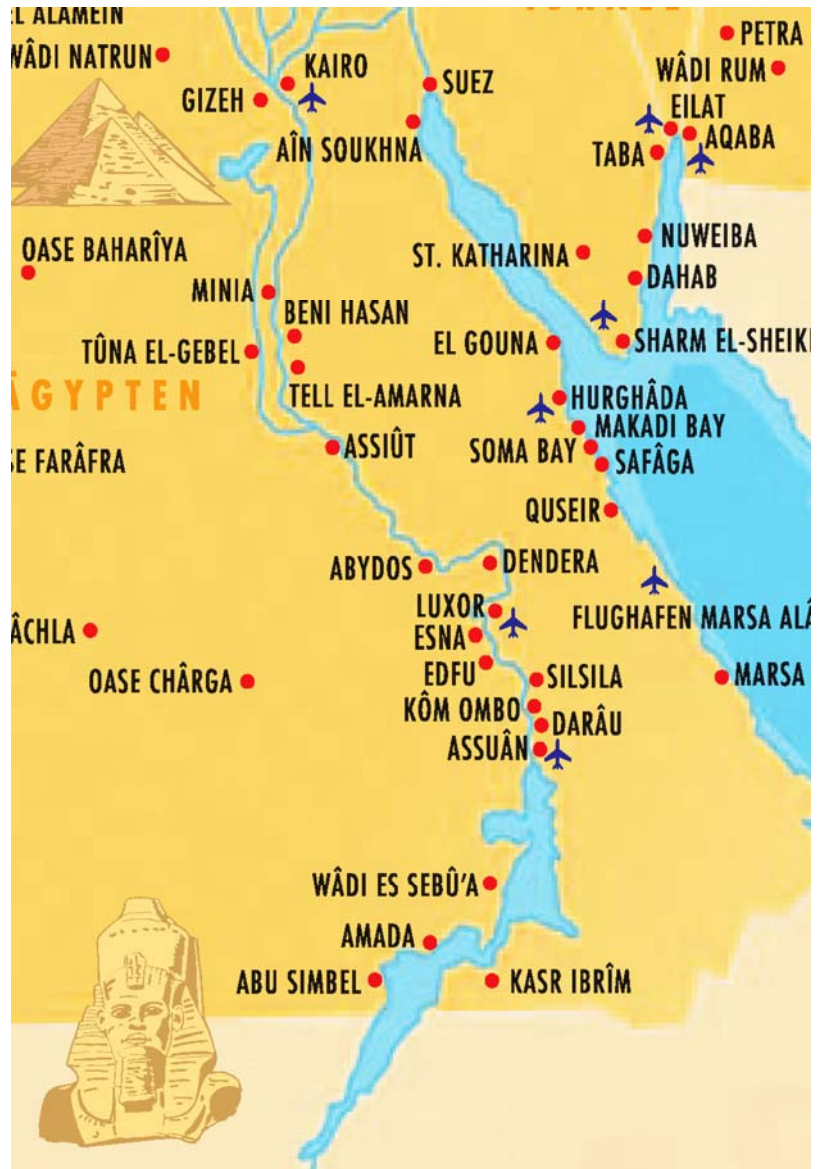 EL ALAMEIN
PETRA
WÂDI NATRUN
KAIRO
SUEZ
WÂDI RUM
GIZEH
EILAT
AQABA
AÎN SOUKHNA
TABA
NUWEIBA
OASE BAHARÎYA
ST. KATHARINA
DAHAB
MINIA
BENI HASAN
EL GOUNA
SHARM EL-SHEIK
TÛNA EL-GEBEL
ÄGYPTEN
TELL EL-AMARNA
HURGHÂDA
MAKADI BAY
ASSIÛT
SOMA BAY
SAFÂGA
SE FARÂFRA
QUSEIR
ABYDOS
DENDERA
LUXOR
FLUGHAFEN MARSA ALÂ
ÂCHLA
ESNA
EDFU
OASE CHÂRGA
SILSILA
MARSA
KÔM OMBO
DARÂU
ASSUÂN
WÂDI ES SEBÛ'A
AMADA
ABU SIMBEL
KASR IBRÎM